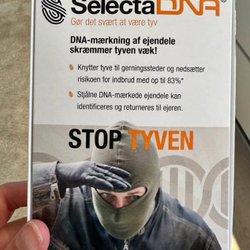 SelectaDNA®
Gør det svært at være tyv
DNA-mærkning af ejendele
skræmmer tyven væk!
Knytter tyve til gerningssteder og nedsætter
risikoen for indbrud med op til 83%*
Stjålne DNA-mærkede ejendele kan
identificeres og returneres til ejeren.
STOP TYVEN